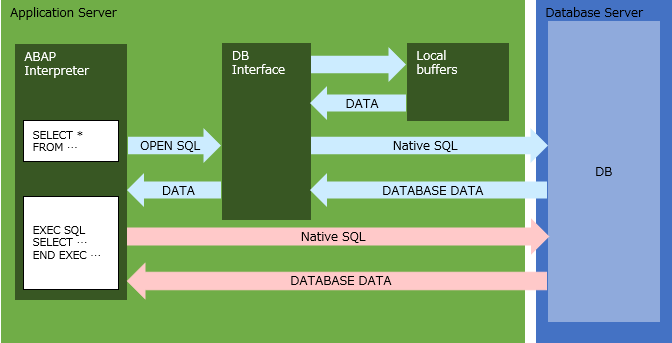 Application Server
Database Server
ABAP
Interpreter
DB
Interface
Local
buffers
DATA
SELECT *
FROM …
OPEN SQL
Native SQL
DATA
DATABASE DATA
DB
EXEC SQL
SELECT …
END EXEC …
Native SQL
DATABASE DATA